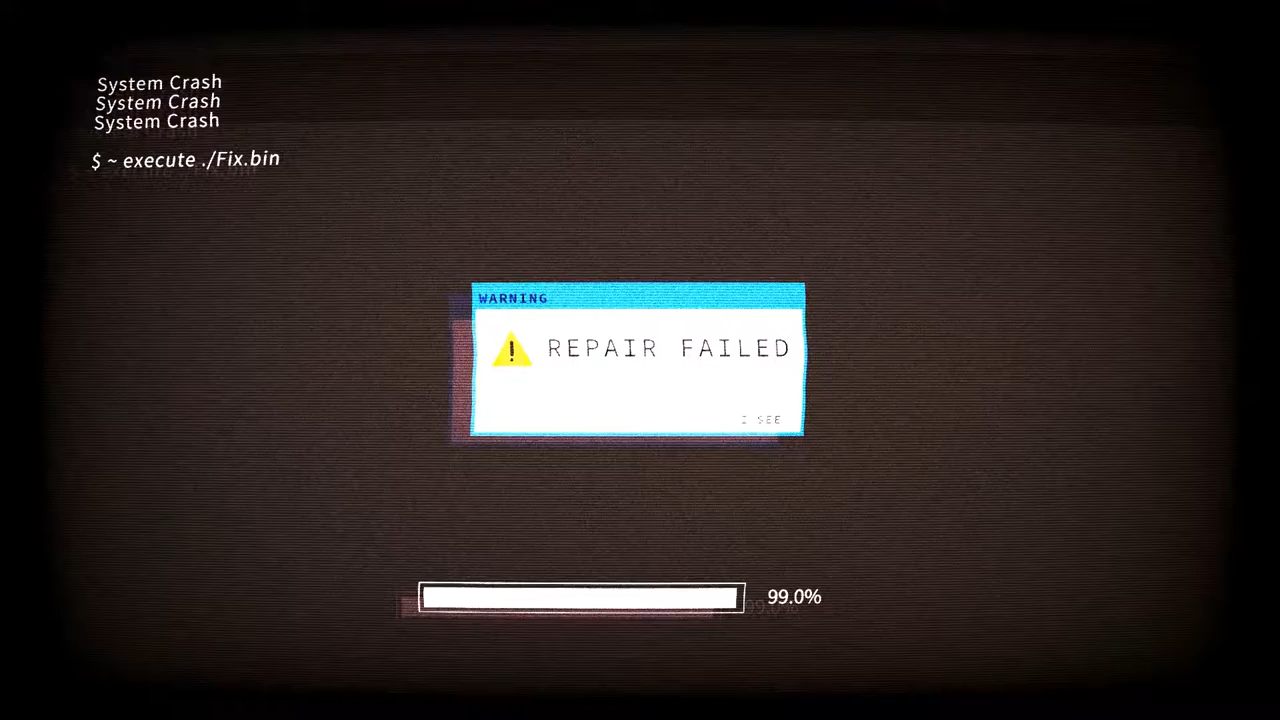 System Crash
System Crash
System Crash
$ ~ execute ./Fix.bin
WARNING
REPAIR FAILED
I SEE
99.0%